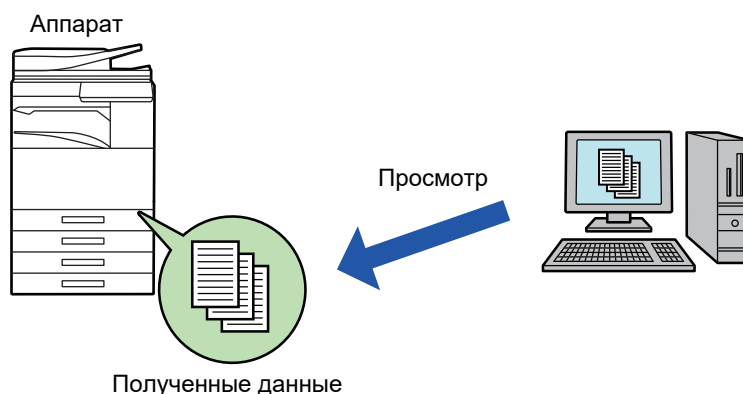 Аппарат
Просмотр
Полученные данные